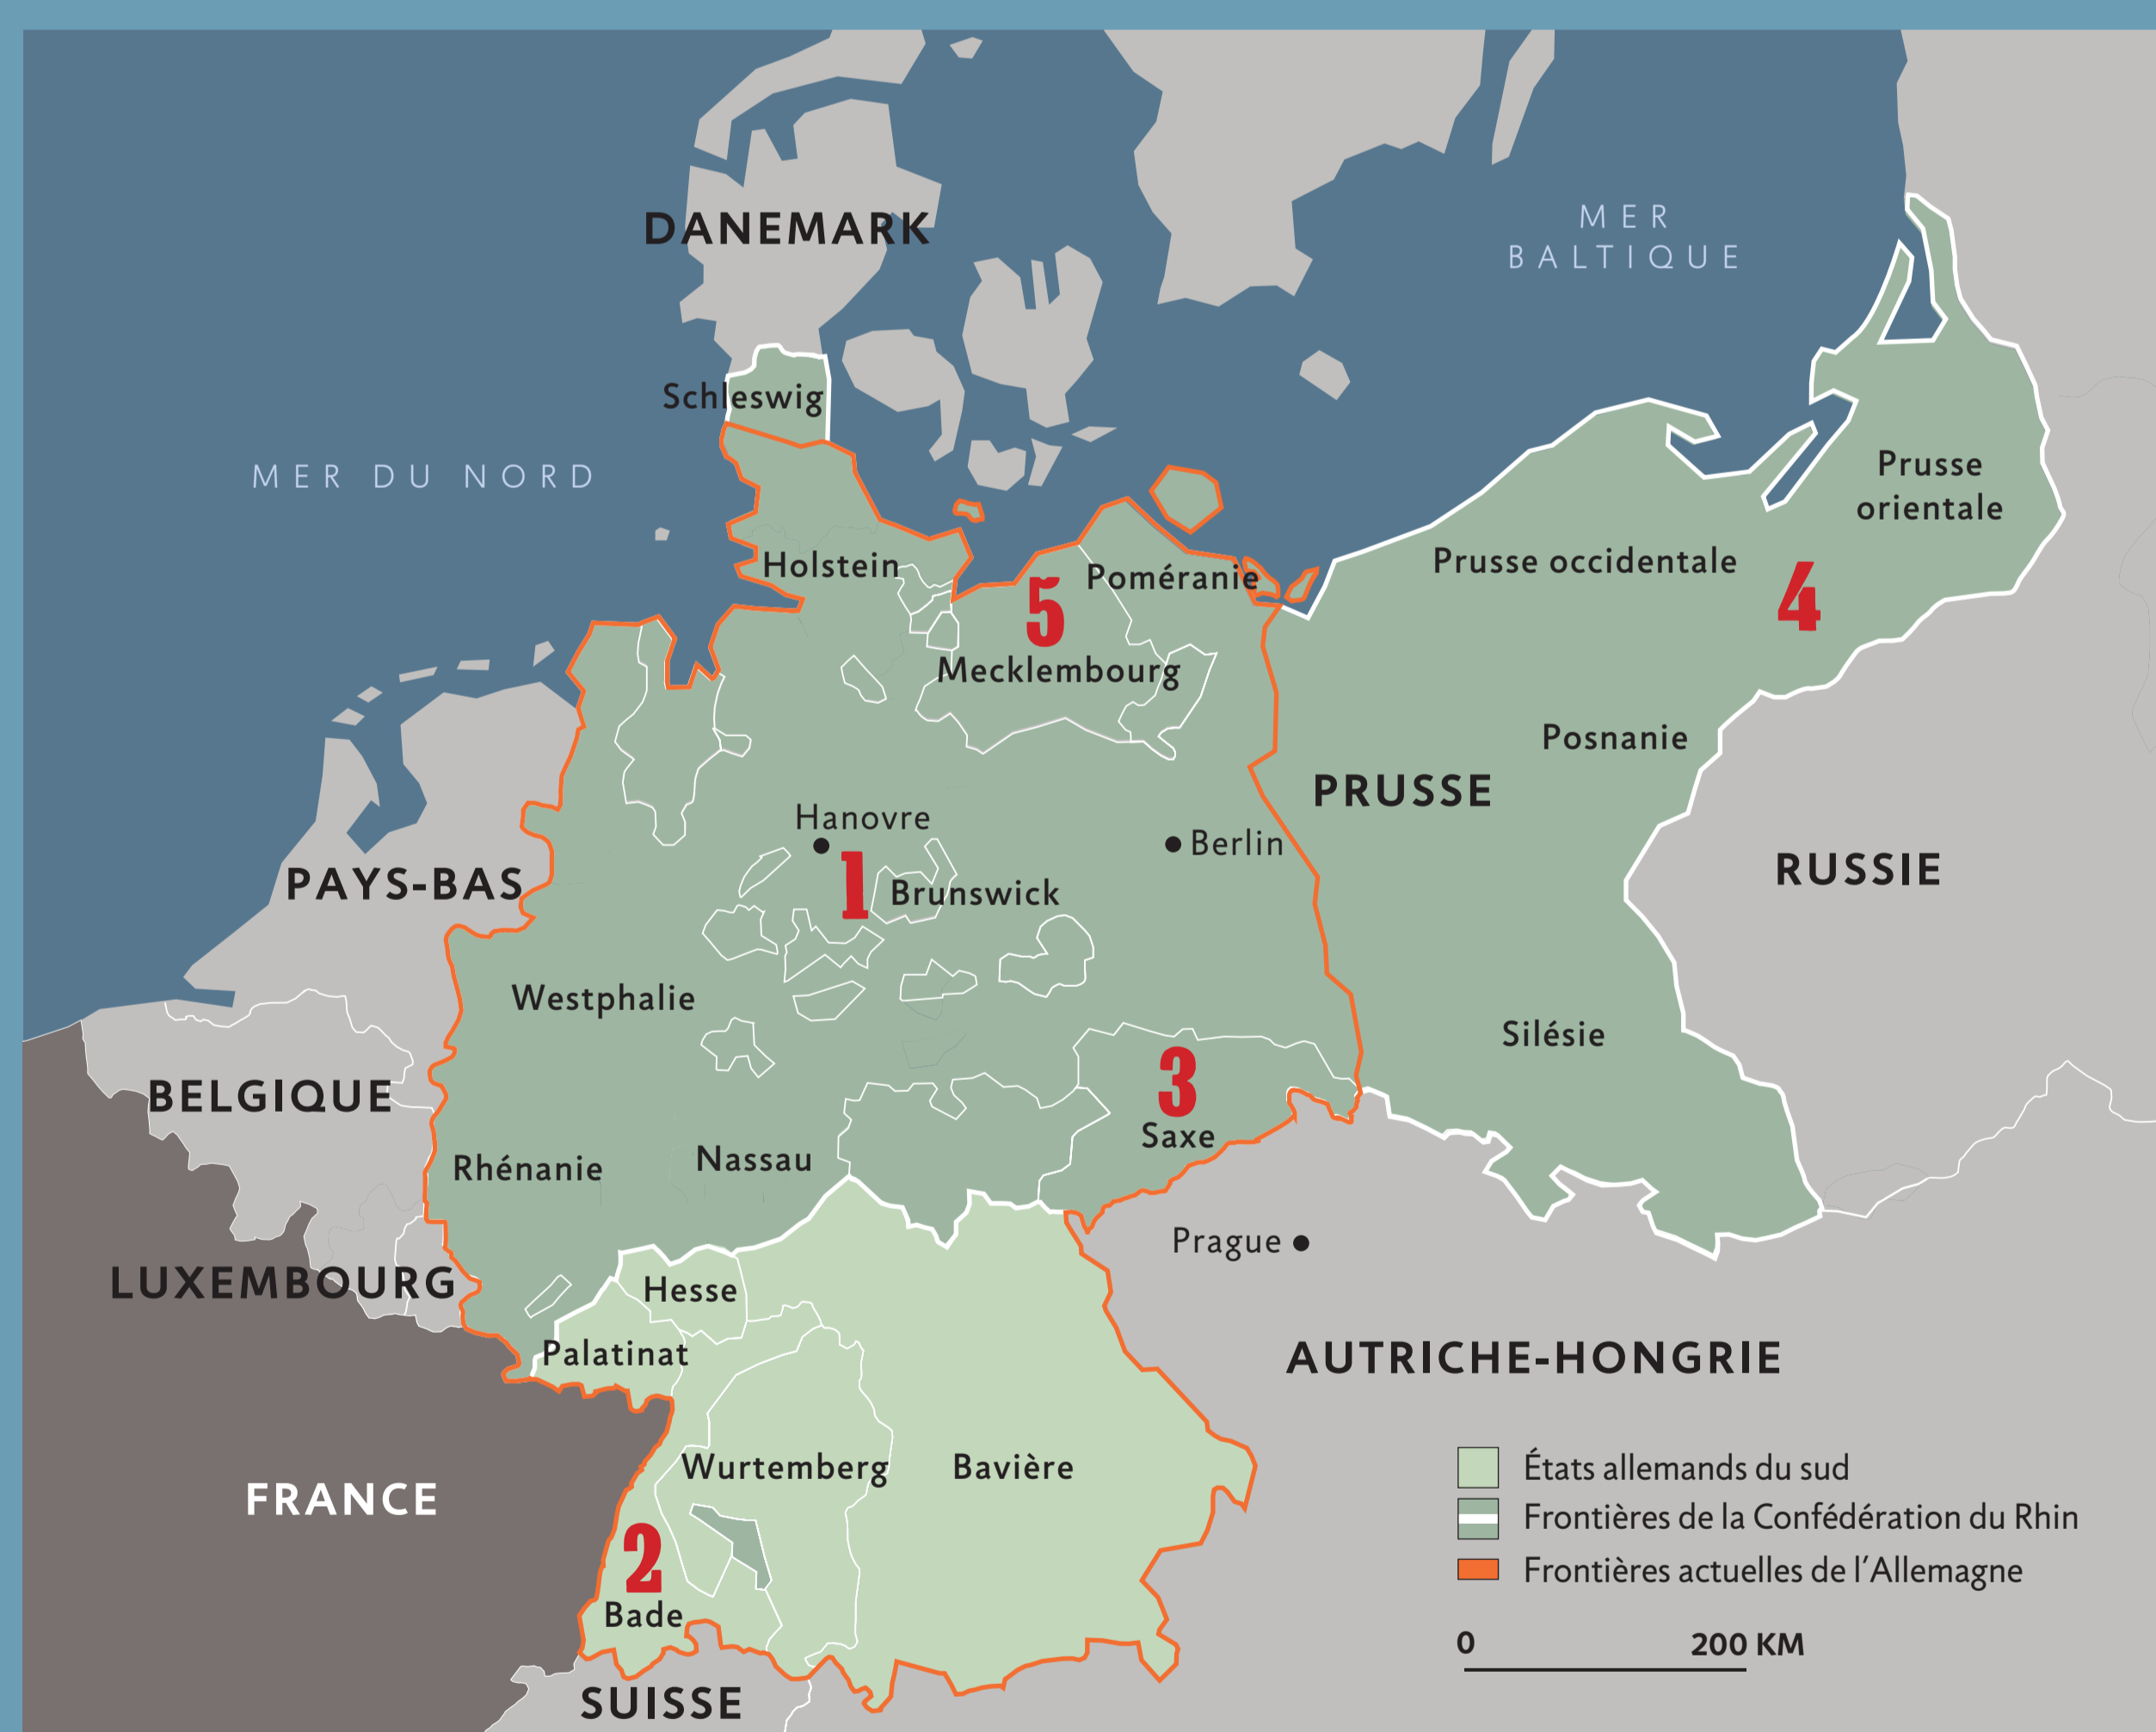 MER
BALTIQUE
DANEMARK
Schleswig
MER DU NORD
Prusse
orientale
Holstein
Poméranie
Prusse occidentale
5
4
Mecklembourg
Posnanie
PRUSSE
Hanovre
Berlin
RUSSIE
PAYS-BAS
1
Brunswick
Westphalie
Silésie
3
BELGIQUE
Saxe
Nassau
Rhénanie
Prague
LUXEMBOURG
Hesse
Palatinat
AUTRICHE-HONGRIE
Wurtemberg
Bavière
FRANCE
2
Bade
SUISSE
États allemands du sud
Frontières de la Confédération du Rhin
Frontières actuelles de l'Allemagne
0 200 KM